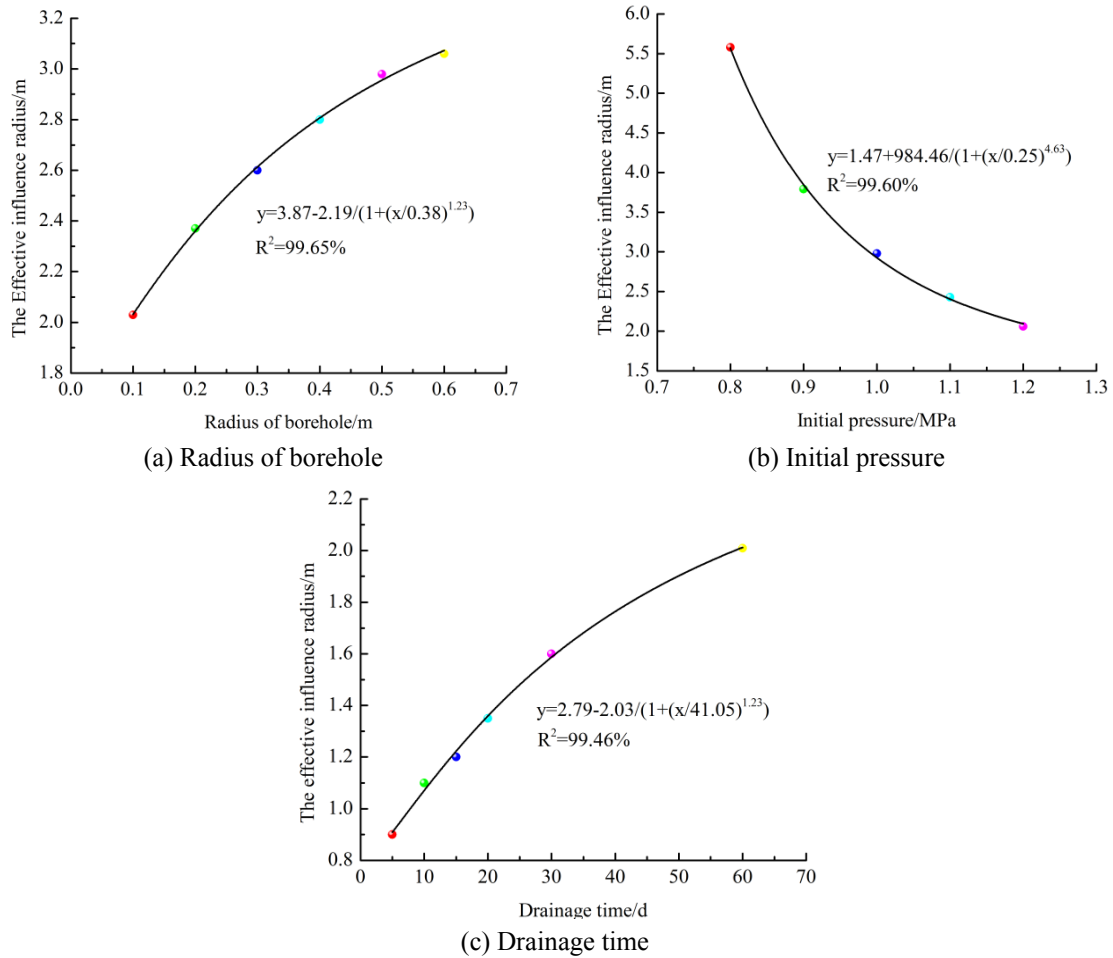 The Effective influence radius/m
3.0
2.8
2.6
2.4
2.2
2.0
1.8
y=3.87-2.19/(1+(x/0.38)^1.23)
R^2=99.65%
0.0 0.1 0.2 0.3 0.4 0.5 0.6 0.7
Radius of borehole/m
(a) Radius of borehole
The Effective influence radius/m
6.0
5.5
5.0
4.5
4.0
3.5
3.0
2.5
2.0
1.5
y=1.47+984.46/(1+(x/0.25)^4.63)
R^2=99.60%
0.7 0.8 0.9 1.0 1.1 1.2 1.3
Initial pressure/MPa
(b) Initial pressure
The effective influence radius/m
2.2
2.0
1.8
1.6
1.4
1.2
1.0
0.8
y=2.79-2.03/(1+(x/41.05)^1.23)
R^2=99.46%
0 10 20 30 40 50 60 70
Drainage time/d
(c) Drainage time